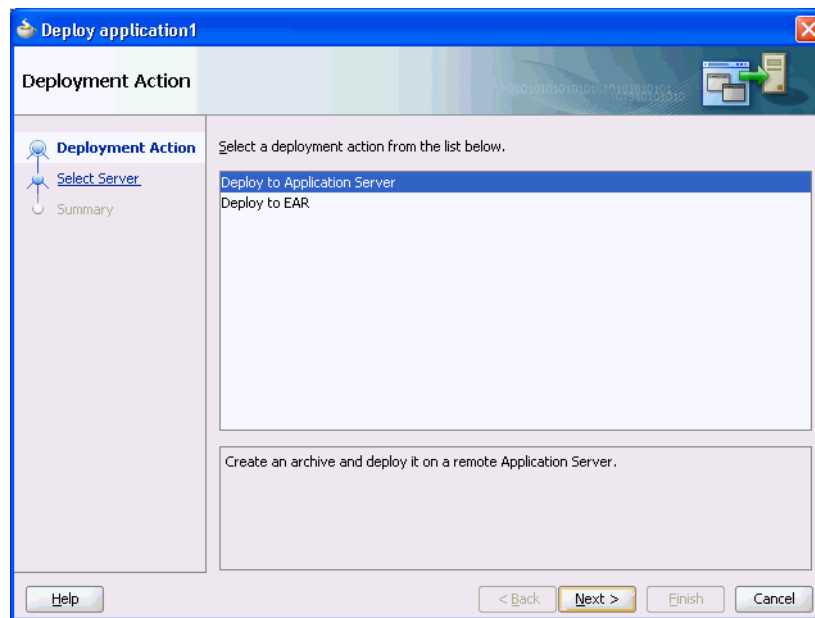 Deploy application1
Deployment Action
Deployment Action
Select Server
Summary
Select a deployment action from the list below.
Deploy to Application Server
Deploy to EAR
Create an archive and deploy it on a remote Application Server.
Help
< Back
Next >
Finish
Cancel